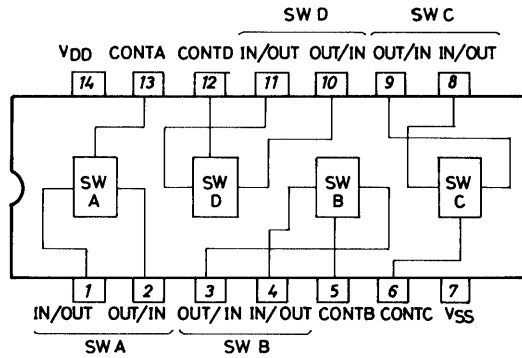 SW D SW C
VDD CONTA CONTD IN/OUT OUT/IN OUT/IN IN/OUT
14 13 12 11 10 9 8
SW A
SW D
SW B
SW C
1 2 3 4 5 6 7
IN/OUT OUT/IN OUT/IN IN/OUT CONTB CONTC VSS
SW A SW B